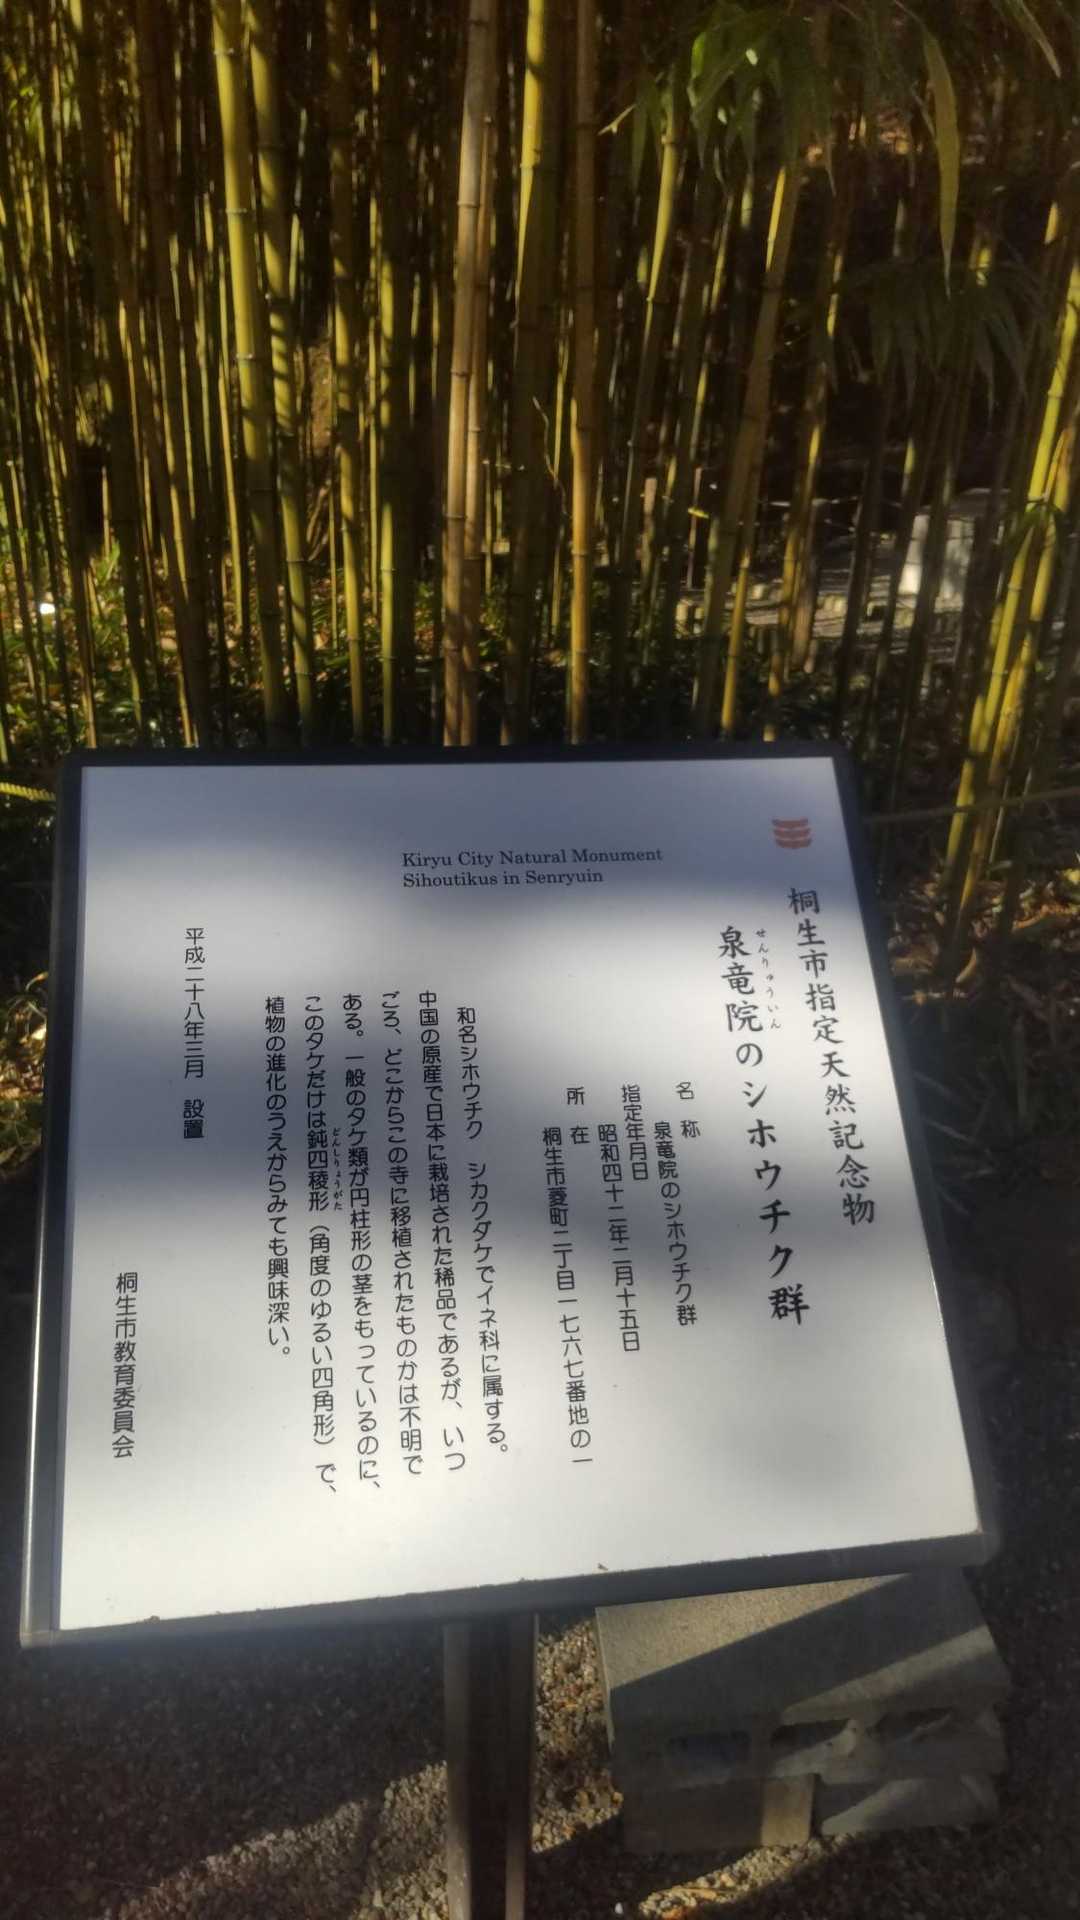 桐生市指定天然記念物
泉竜院のシホウチク群
せんりゅういん
Kiryu City Natural Monument
Sihoutikus in Senryuin
名 称
泉竜院のシホウチク群
指定年月日
昭和四十二年二月十五日
所 在
桐生市菱町二丁目一七六七番地の一
和名シホウチク シカクダケでイネ科に属する。
中国の原産で日本に栽培された稀品であるが、いつ
ごろ、どこからこの寺に移植されたものかは不明で
ある。一般のタケ類が円柱形の茎をもっているのに、
このタケだけは鈍四稜形（角度のゆるい四角形）で、
どんしりょうがた
植物の進化のうえからみても興味深い。
平成二十八年三月 設置
桐生市教育委員会